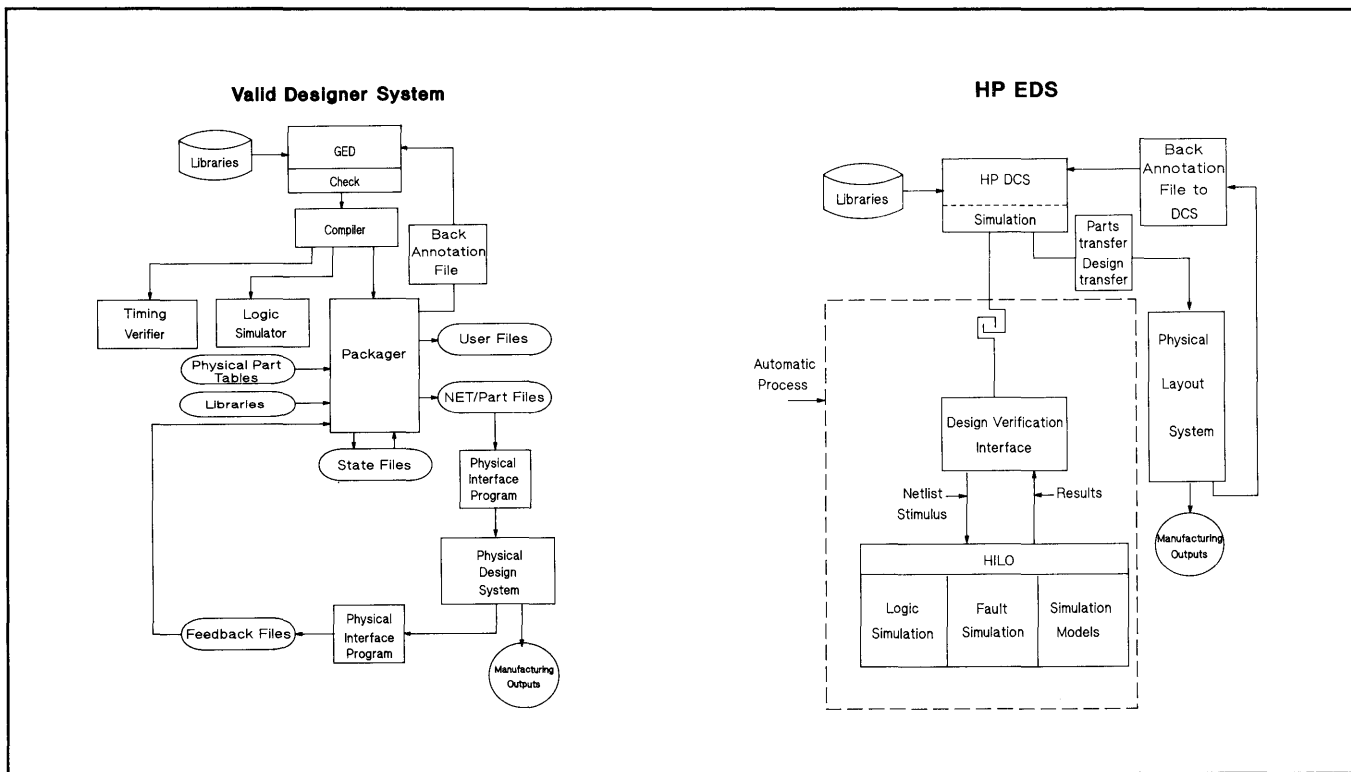 Valid Designer System
Libraries
GED
Check
Compiler
Back
Annotation
File
Timing
Verifier
Logic
Simulator
Packager
User Files
Physical Part
Tables
Libraries
NET/Part Files
State Files
Physical
Interface
Program
Physical
Design
System
Feedback Files
Physical
Interface
Program
Manufacturing
Outputs
HP EDS
Libraries
HP DCS
Simulation
Back
Annotation
File to
DCS
Parts
transfer
Design
transfer
Automatic
Process
Physical
Layout
System
Design Verification
Interface
Netlist
Stimulus
Results
Manufacturing
Outputs
HILO
Logic
Simulation
Fault
Simulation
Simulation
Models